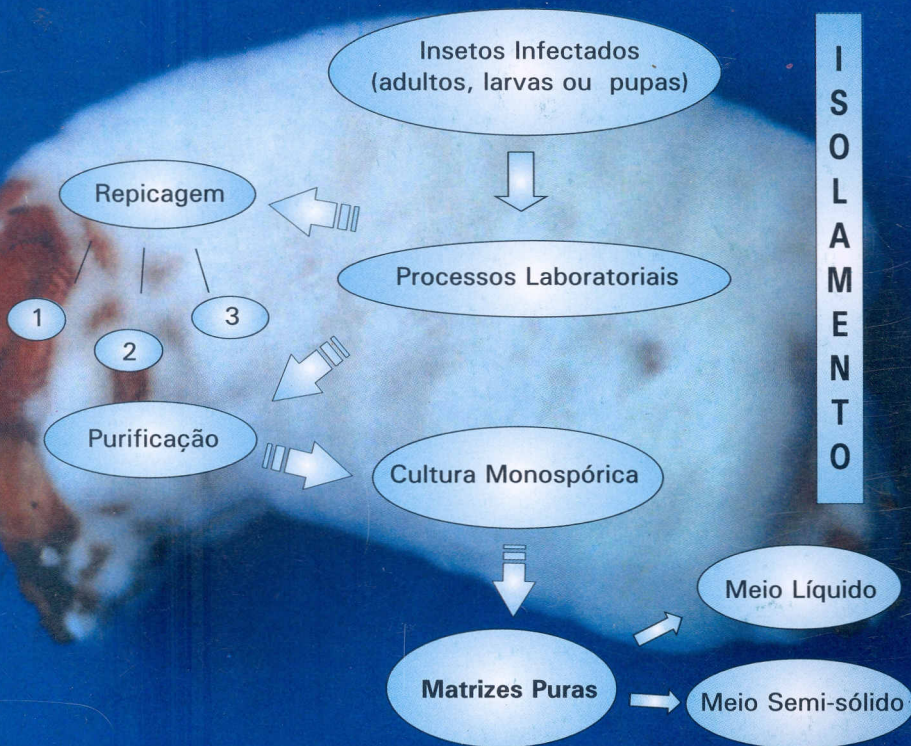 Insetos Infectados
(adultos, larvas ou pupas)
ISOLAMENTO
Repicagem
Processos Laboratoriais
1
2
3
Purificação
Cultura Monospórica
Meio Líquido
Matrizes Puras
Meio Semi-sólido